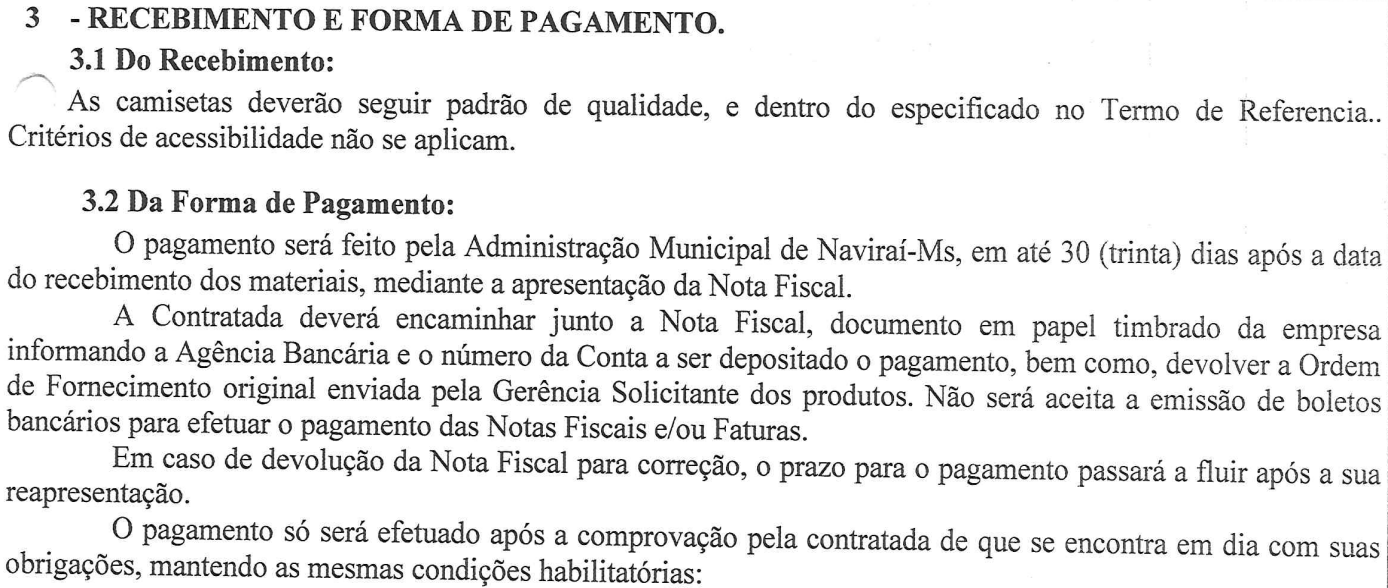 3 - RECEBIMENTO E FORMA DE PAGAMENTO.
3.1 Do Recebimento:
As camisetas deverão seguir padrão de qualidade, e dentro do especificado no Termo de Referencia..
Critérios de acessibilidade não se aplicam.
3.2 Da Forma de Pagamento:
O pagamento será feito pela Administração Municipal de Naviraí-Ms, em até 30 (trinta) dias após a data
do recebimento dos materiais, mediante a apresentação da Nota Fiscal.
A Contratada deverá encaminhar junto a Nota Fiscal, documento em papel timbrado da empresa
informando a Agência Bancária e o número da Conta a ser depositado o pagamento, bem como, devolver a Ordem
de Fornecimento original enviada pela Gerência Solicitante dos produtos. Não será aceita a emissão de boletos
bancários para efetuar o pagamento das Notas Fiscais e/ou Faturas.
Em caso de devolução da Nota Fiscal para correção, o prazo para o pagamento passará a fluir após a sua
reapresentação.
O pagamento só será efetuado após a comprovação pela contratada de que se encontra em dia com suas
obrigações, mantendo as mesmas condições habilitatórias: